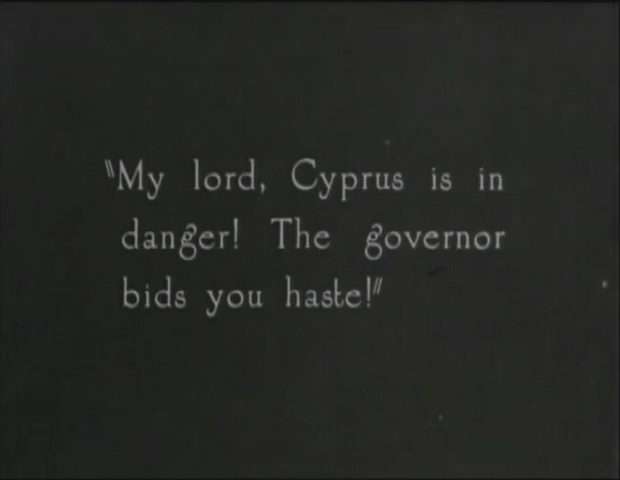 "My lord, Cyprus is in
danger! The governor
bids you haste!"